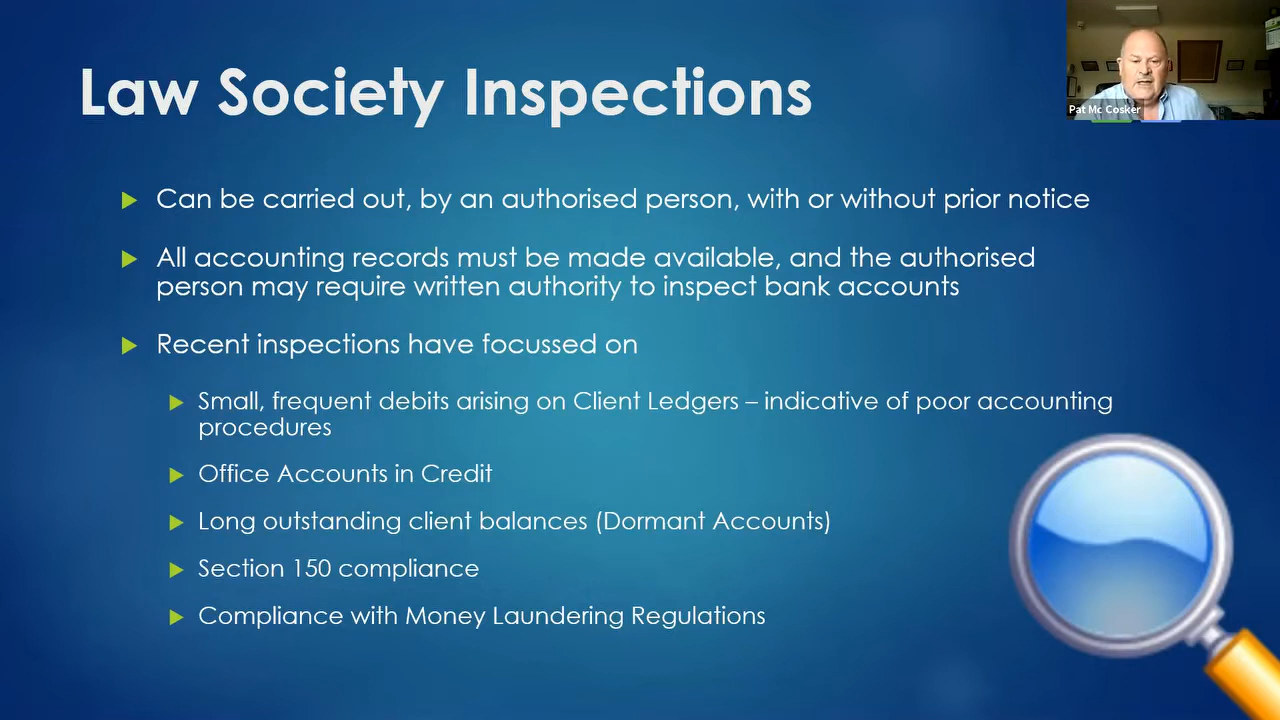 Law Society Inspections
Pat Mc Cosker
Can be carried out, by an authorised person, with or without prior notice
All accounting records must be made available, and the authorised
person may require written authority to inspect bank accounts
Recent inspections have focussed on
Small, frequent debits arising on Client Ledgers – indicative of poor accounting
procedures
Office Accounts in Credit
Long outstanding client balances (Dormant Accounts)
Section 150 compliance
Compliance with Money Laundering Regulations